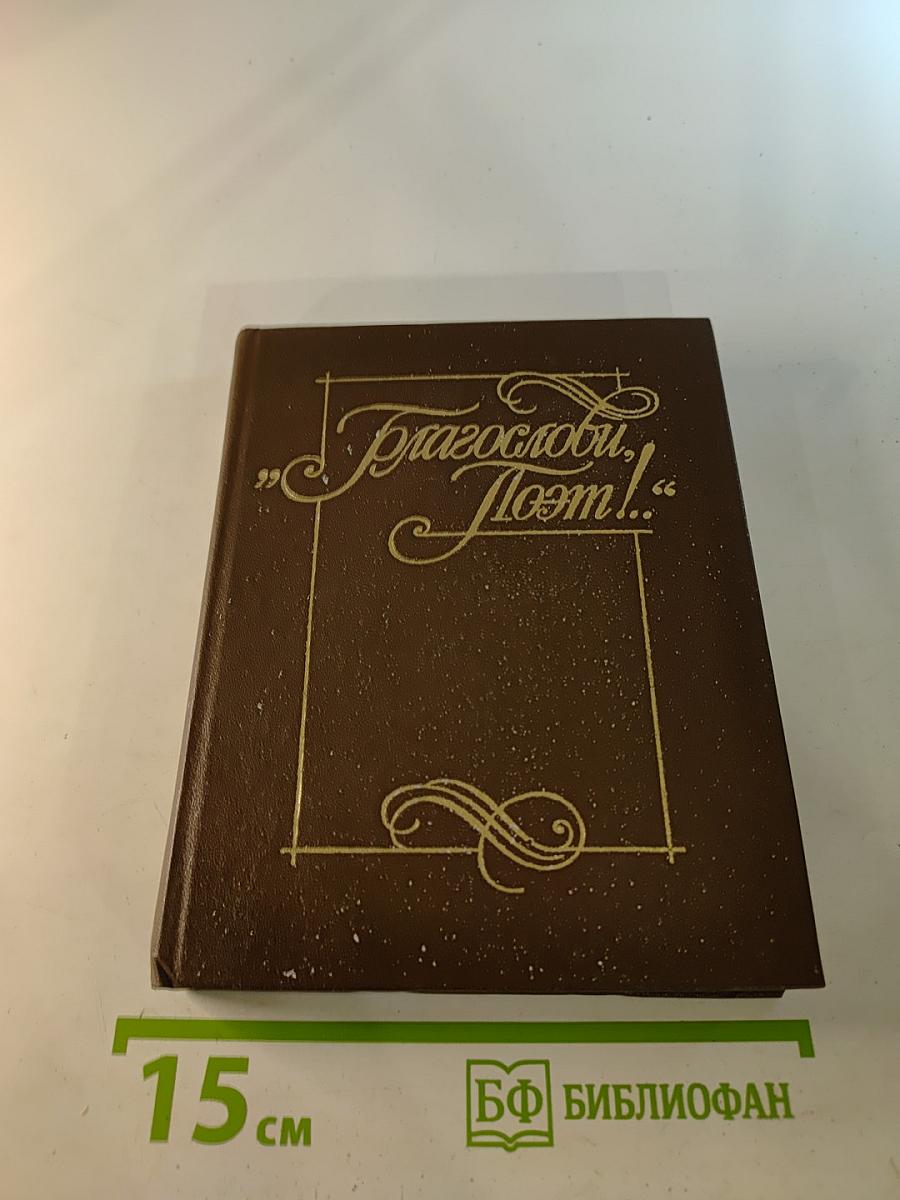 „Благослови,
Поэт!..“
15 см
БФ БИБЛИОФАН